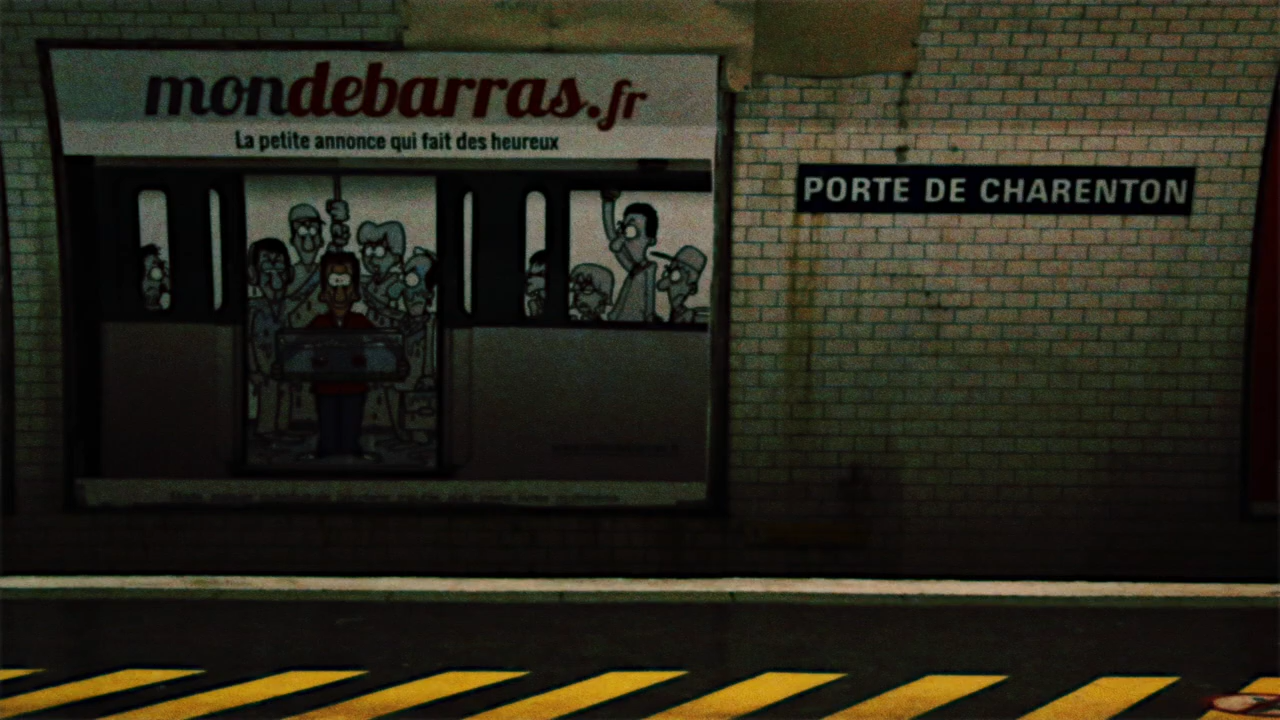 mondebarras.fr
La petite annonce qui fait des heureux
PORTE DE CHARENTON